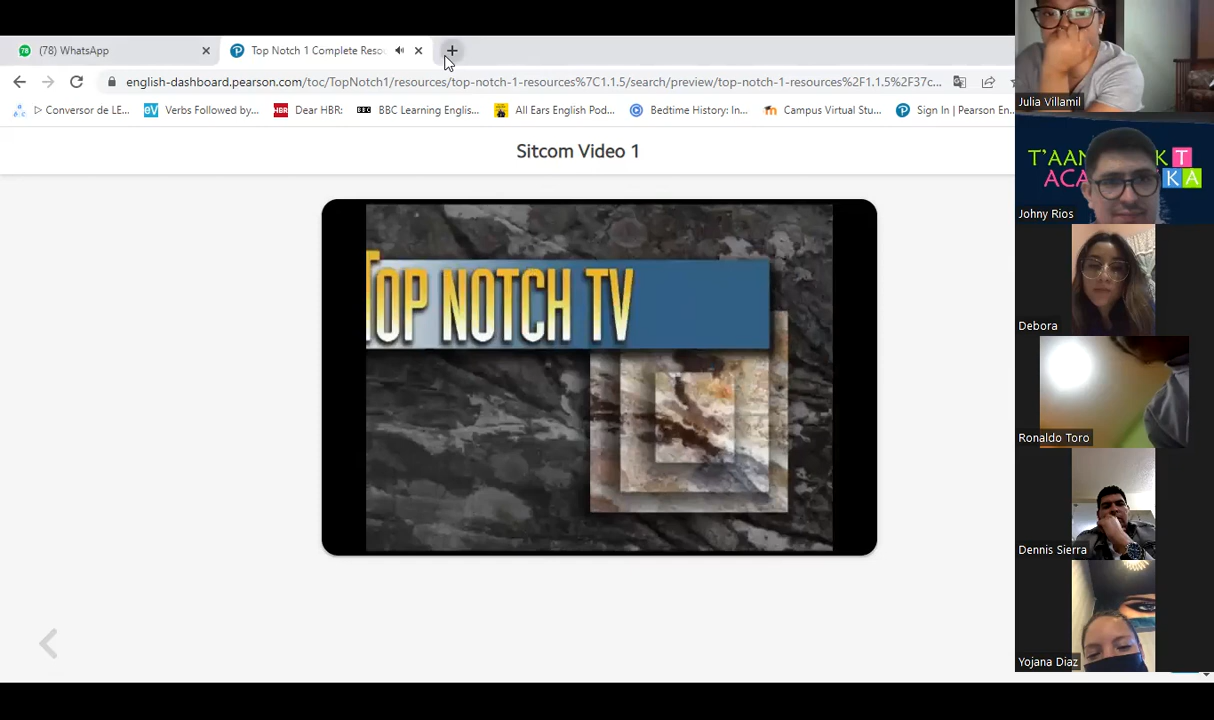 (78) WhatsApp
Top Notch 1 Complete Reso
english-dashboard.pearson.com/toc/TopNotch1/resources/top-notch-1-resources%7C1.1.5/search/preview/top-notch-1-resources%2F1.1.5%2F37c...
Conversor de LE...
Verbs Followed by...
Dear HBR:
BBC Learning Englis...
All Ears English Pod...
Bedtime History: In...
Campus Virtual Stu...
Sign In | Pearson En...
Sitcom Video 1
TOP NOTCH TV
Julia Villamil
T'AAN K T
ACA KA
Johny Rios
Debora
Ronaldo Toro
Dennis Sierra
Yojana Diaz